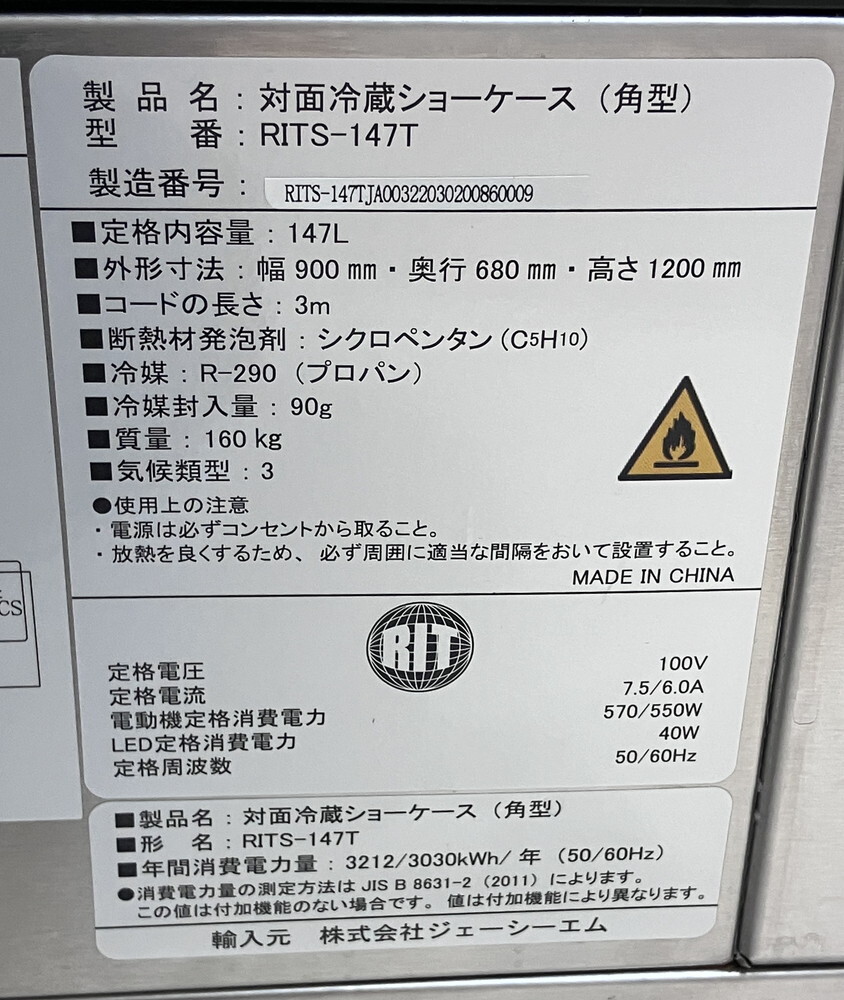 製品名：対面冷蔵ショーケース（角型）
型番：RITS-147T
製造番号：RITS-147TJA00322030200860009
■定格内容量：147L
■外形寸法：幅 900 ㎜・奥行 680 ㎜・高さ 1200 ㎜
■コードの長さ：3m
■断熱材発泡剤：シクロペンタン（C5H10）
■冷媒：R-290（プロパン）
■冷媒封入量：90g
■質量：160 kg
■気候類型：3
●使用上の注意
・電源は必ずコンセントから取ること。
・放熱を良くするため、必ず周囲に適当な間隔をおいて設置すること。
MADE IN CHINA
CS
RIT
定格電圧 100V
定格電流 7.5/6.0A
電動機定格消費電力 570/550W
LED定格消費電力 40W
定格周波数 50/60Hz
■製品名：対面冷蔵ショーケース（角型）
■形名：RITS-147T
■年間消費電力量：3212/3030kWh/年（50/60Hz）
●消費電力量の測定方法は JIS B 8631-2（2011）によります。
この値は付加機能のない場合です。値は付加機能により異なります。
輸入元 株式会社ジェーシーエム